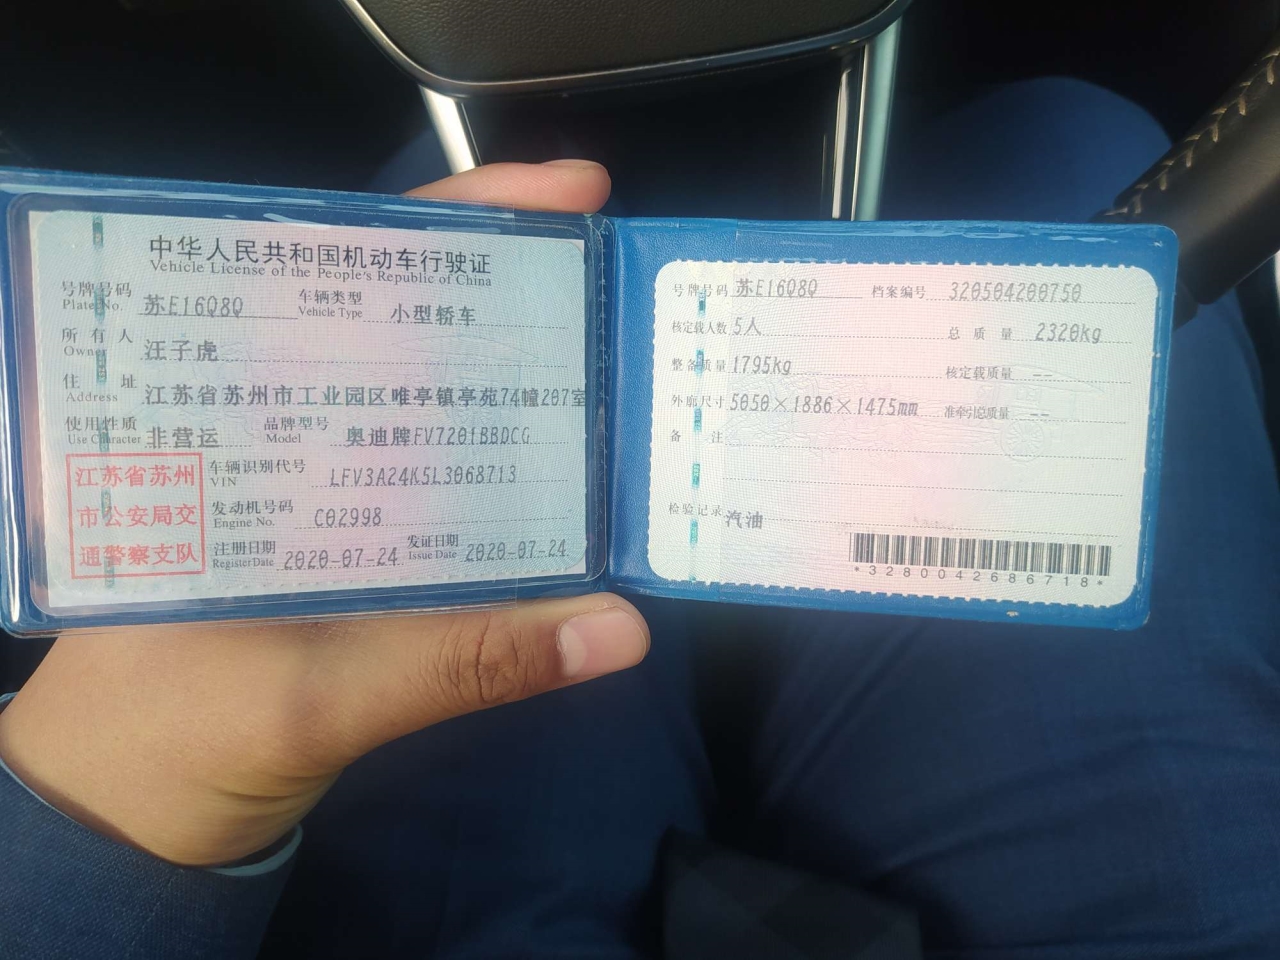 中华人民共和国机动车行驶证
Vehicle License of the People's Republic of China
号牌号码 苏E16Q8Q 车辆类型 小型轿车
Plate No. Vehicle Type
所有人 汪子虎
Owner
住址 江苏省苏州市工业园区唯亭镇亭苑74幢207室
Address
使用性质 非营运 品牌型号 奥迪牌FV7201BBDCG
Use Character Model
江苏省苏州
市公安局交
通警察支队
车辆识别代号 LFV3A24K5L3068713
VIN
发动机号码 C02998
Engine No.
注册日期 2020-07-24 发证日期 2020-07-24
Register Date Issue Date
号牌号码 苏E16Q8Q 档案编号 320504200750
核定载人数 5人 总质量 2320kg
整备质量 1795kg 核定载质量 --
外廓尺寸 5050×1886×1475mm 准牵引总质量 --
备注
检验记录 汽油
*3280042686718*